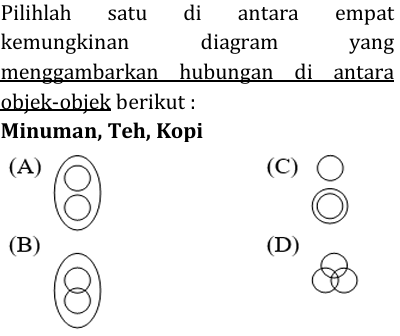 Pilihlah satu di antara empat
kemungkinan diagram yang
menggambarkan hubungan di antara
objek-objek berikut :
Minuman, Teh, Kopi
(A) (C)
(B) (D)